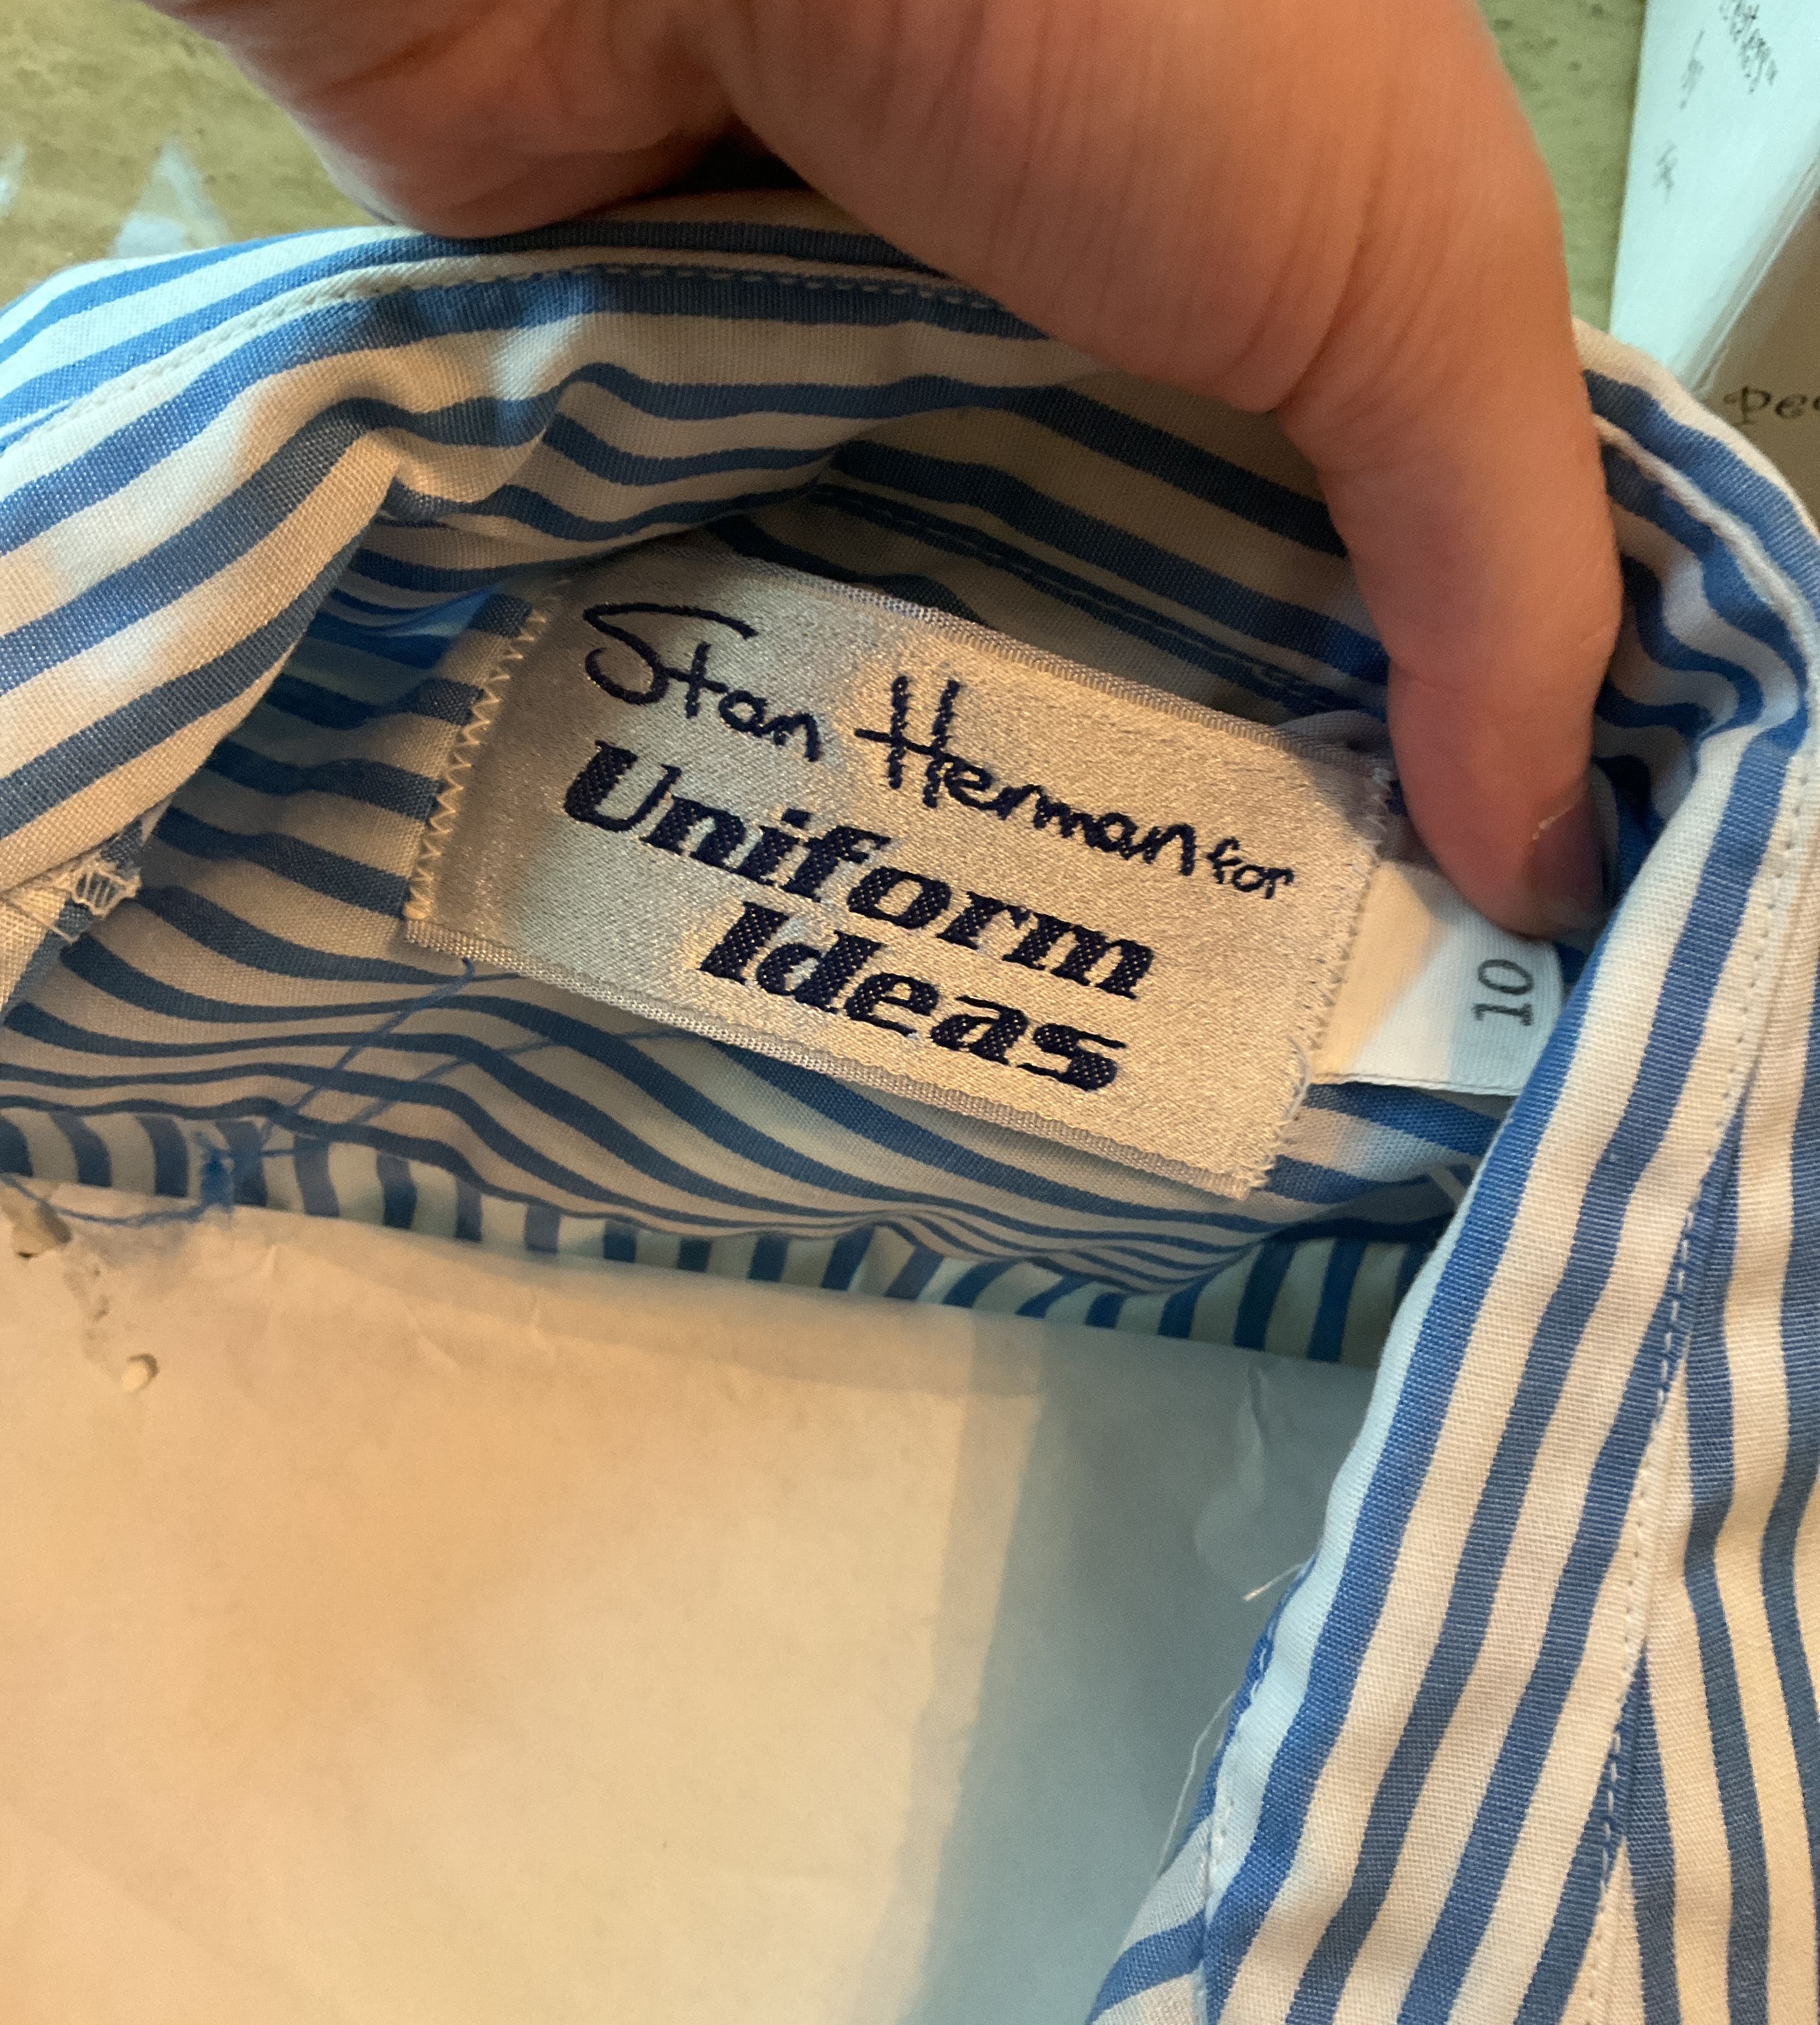 Stan Herman for
Uniform
Ideas
10